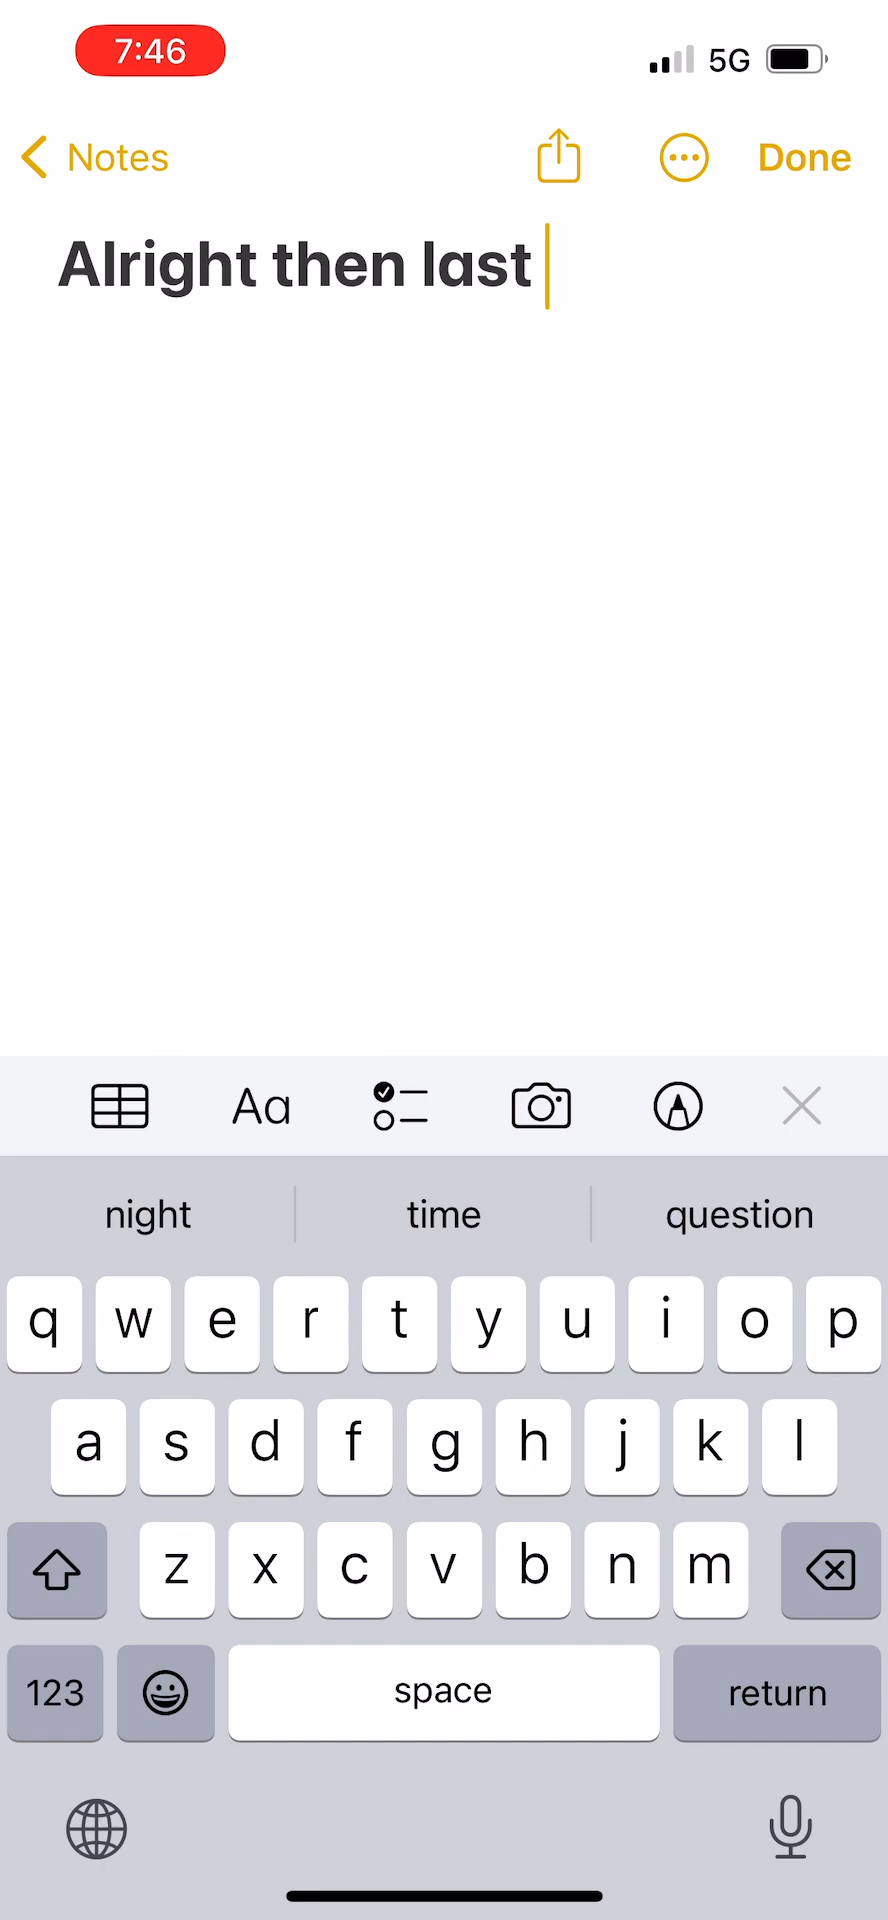 7:46 5G
Notes Done
Alright then last
Aa
night time question
q w e r t y u i o p
a s d f g h j k l
z x c v b n m
123 space return